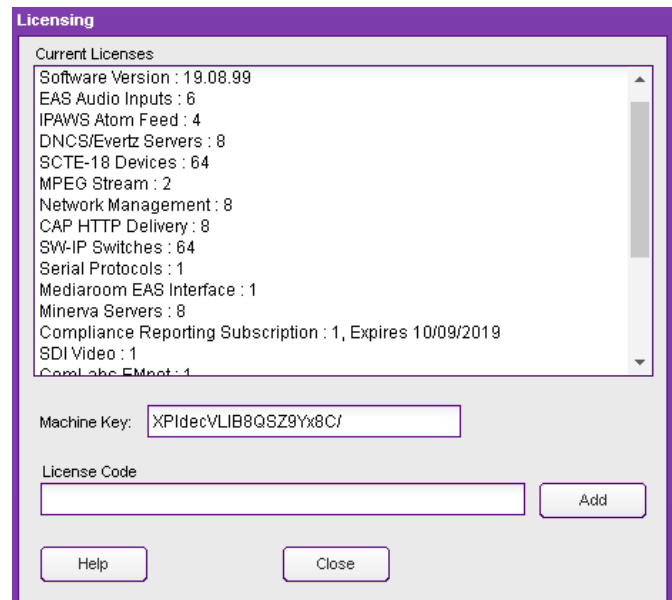 Licensing
Current Licenses
Software Version : 19.08.99
EAS Audio Inputs : 6
IPAWS Atom Feed : 4
DNCS/Evertz Servers : 8
SCTE-18 Devices : 64
MPEG Stream : 2
Network Management : 8
CAP HTTP Delivery : 8
SW-IP Switches : 64
Serial Protocols : 1
Mediaroom EAS Interface : 1
Minerva Servers : 8
Compliance Reporting Subscription : 1, Expires 10/09/2019
SDI Video : 1
ComLabs EMnet : 1
Machine Key: XPIdecVLIB8QSZ9Yx8C/
License Code
Add
Help Close